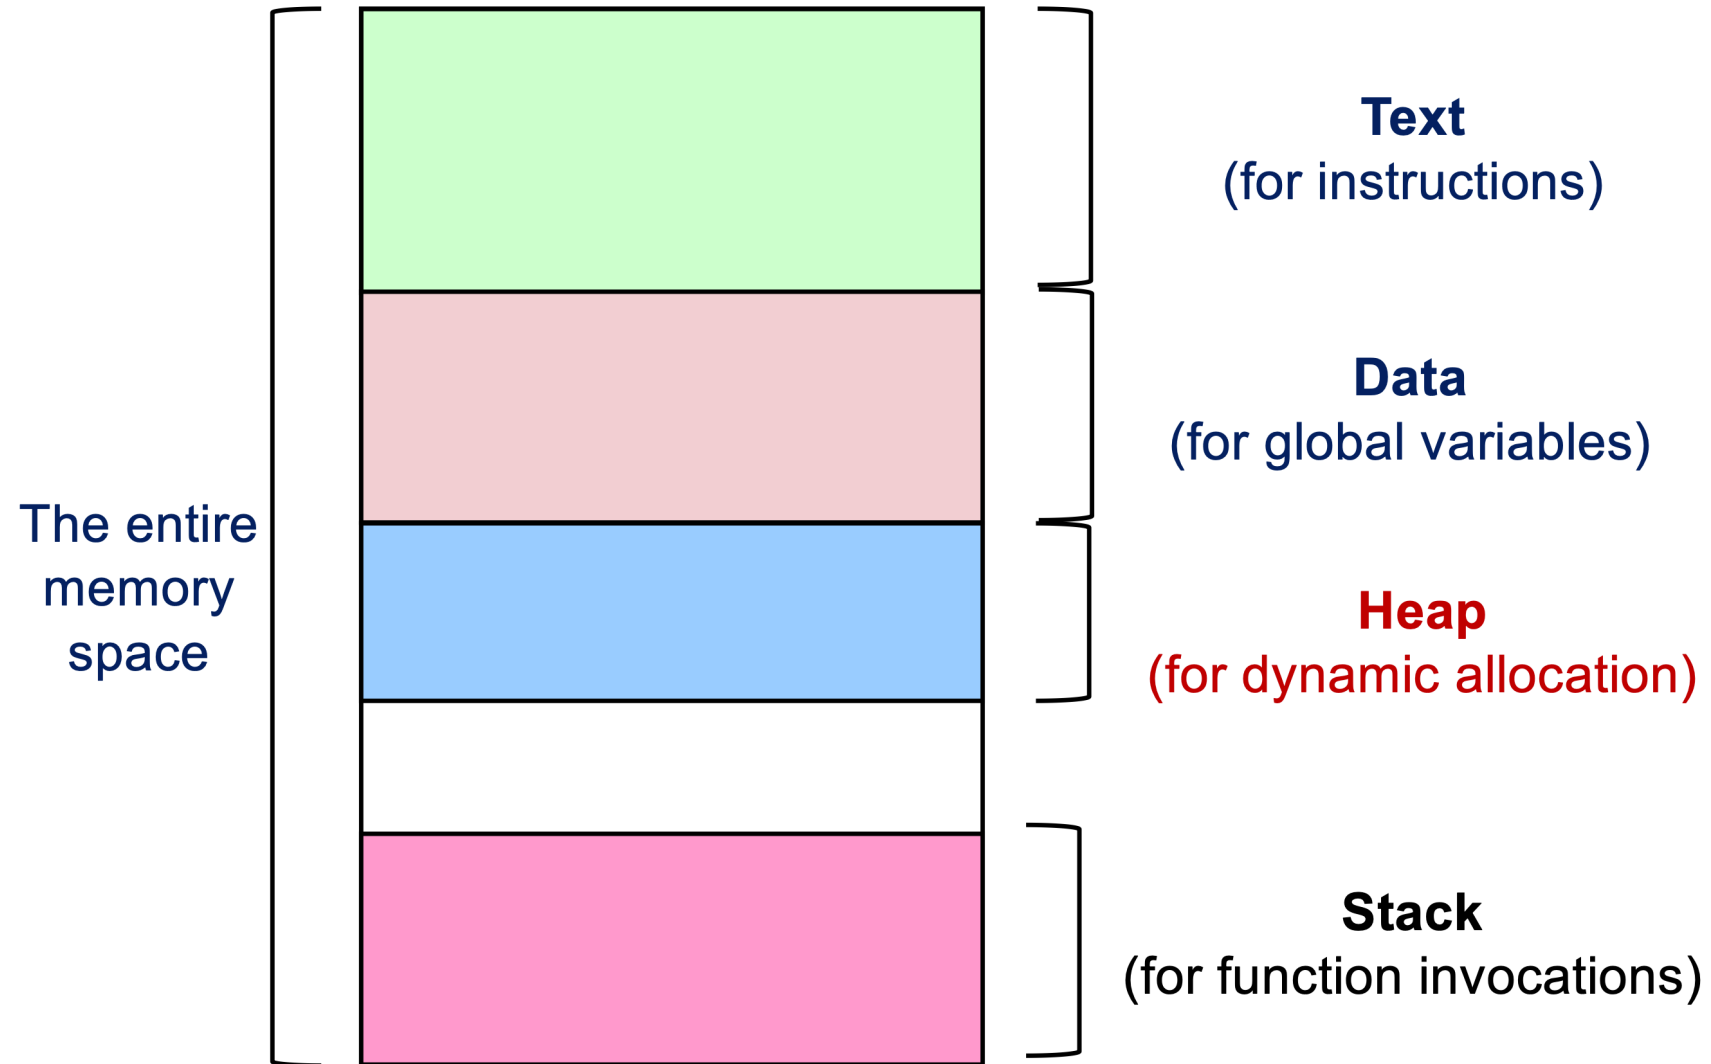 The entire
memory
space
Text
(for instructions)
Data
(for global variables)
Heap
(for dynamic allocation)
Stack
(for function invocations)